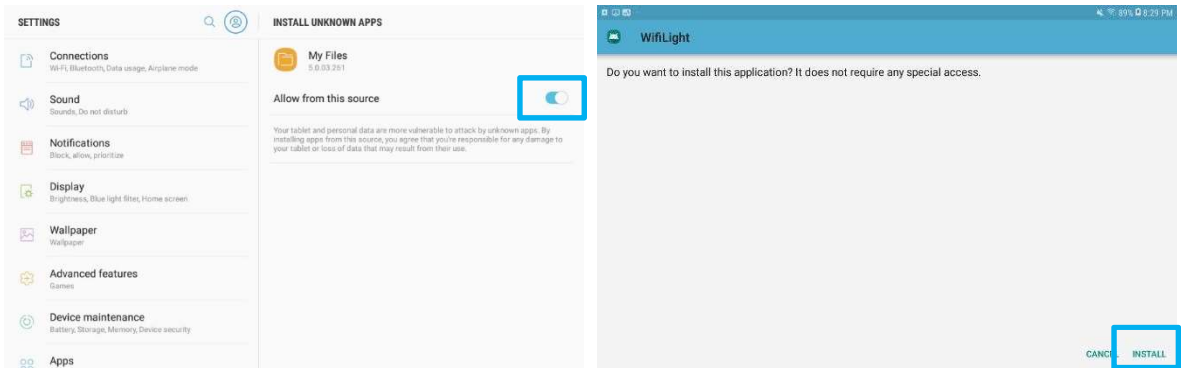 SETTINGS
Connections
Wi-Fi, Bluetooth, Data usage, Airplane mode
Sound
Sounds, Do not disturb
Notifications
Block, allow, prioritize
Display
Brightness, Blue light filter, Home screen
Wallpaper
Wallpaper
Advanced features
Games
Device maintenance
Battery, Storage, Memory, Device security
Apps
INSTALL UNKNOWN APPS
My Files
5.0.03.261
Allow from this source
Your tablet and personal data are more vulnerable to attack by unknown apps. By
installing apps from this source, you agree that you're responsible for any damage to
your tablet or loss of data that may result from their use.
89% 8:29 PM
WifiLight
Do you want to install this application? It does not require any special access.
CANC INSTALL